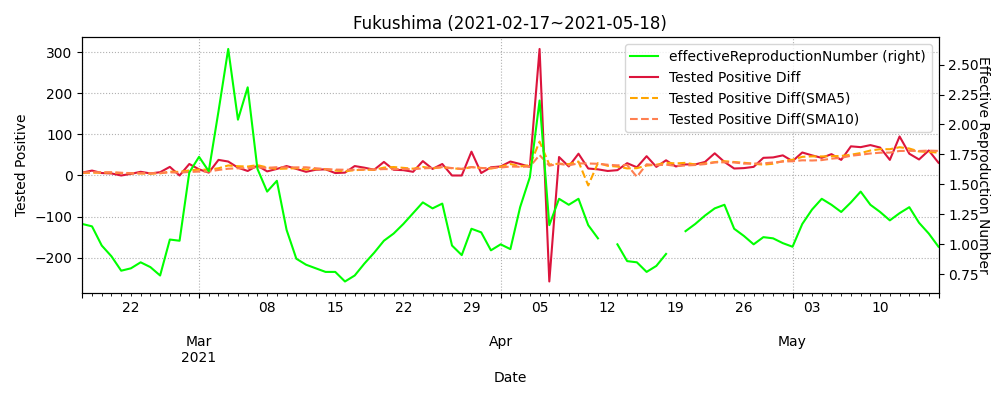 Fukushima (2021-02-17~2021-05-18)
effectiveReproductionNumber (right)
Tested Positive Diff
Tested Positive Diff(SMA5)
Tested Positive Diff(SMA10)
Tested Positive
300
200
100
0
−100
−200
2.50
2.25
2.00
1.75
1.50
1.25
1.00
0.75
Effective Reproduction Number
22 08 15 22 29 05 12 19 26 03 10
Mar Apr May
2021
Date